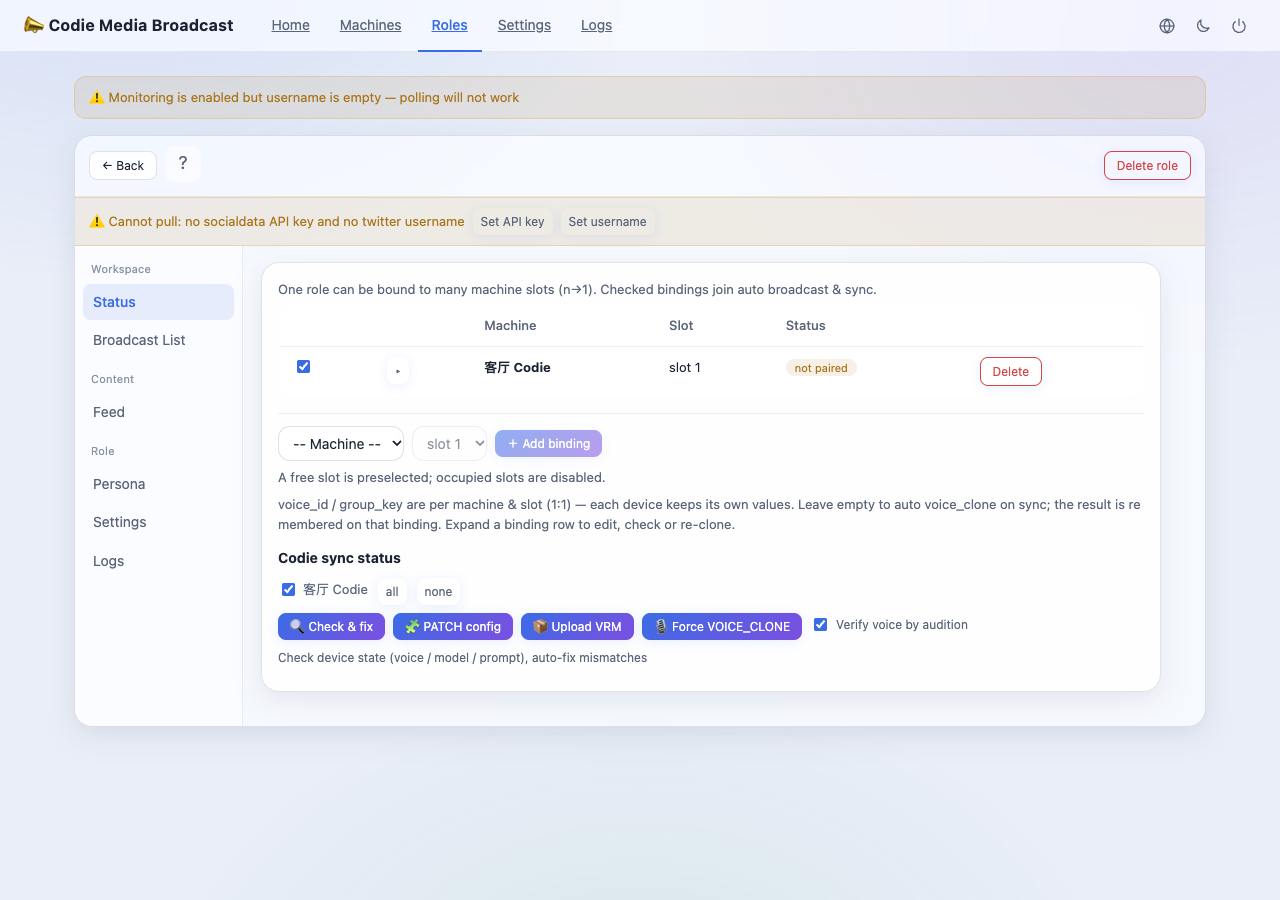 Codie Media Broadcast
Home Machines Roles Settings Logs
Monitoring is enabled but username is empty — polling will not work
← Back
?
Delete role
Cannot pull: no socialdata API key and no twitter username
Set API key
Set username
Workspace
Status
Broadcast List
Content
Feed
Role
Persona
Settings
Logs
One role can be bound to many machine slots (n→1). Checked bindings join auto broadcast & sync.
Machine Slot Status
客厅 Codie slot 1 not paired Delete
-- Machine -- slot 1 + Add binding
A free slot is preselected; occupied slots are disabled.
voice_id / group_key are per machine & slot (1:1) — each device keeps its own values. Leave empty to auto voice_clone on sync; the result is re
membered on that binding. Expand a binding row to edit, check or re-clone.
Codie sync status
客厅 Codie all none
Check & fix PATCH config Upload VRM Force VOICE_CLONE Verify voice by audition
Check device state (voice / model / prompt), auto-fix mismatches